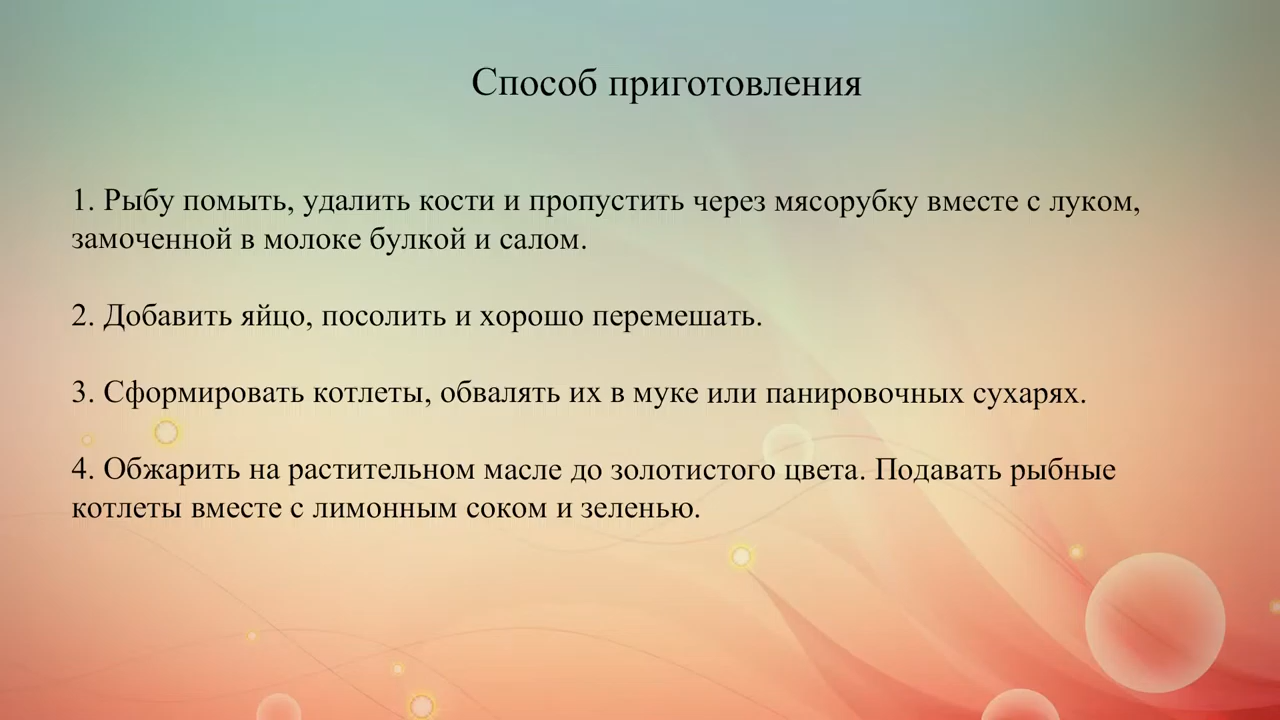 Способ приготовления
1. Рыбу помыть, удалить кости и пропустить через мясорубку вместе с луком,
замоченной в молоке булкой и салом.
2. Добавить яйцо, посолить и хорошо перемешать.
3. Сформировать котлеты, обвалять их в муке или панировочных сухарях.
4. Обжарить на растительном масле до золотистого цвета. Подавать рыбные
котлеты вместе с лимонным соком и зеленью.